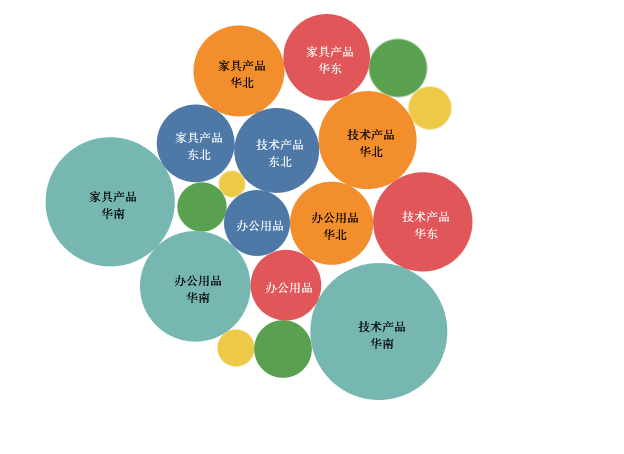 家具产品
华东
家具产品
华北
技术产品
华北
家具产品
东北
技术产品
东北
家具产品
华南
办公用品
华北
技术产品
华东
办公用品
办公用品
华南
办公用品
技术产品
华南